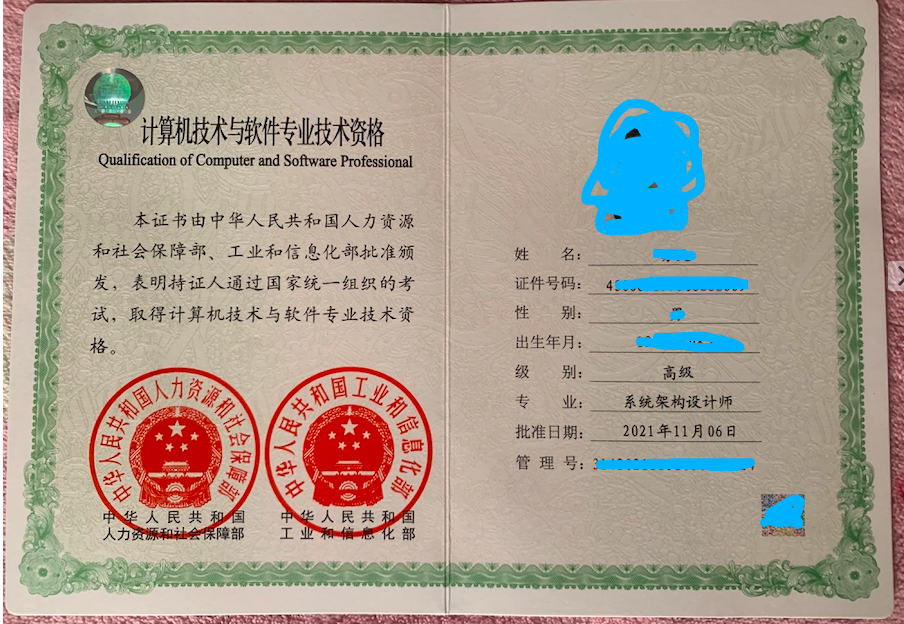 计算机技术与软件专业技术资格
Qualification of Computer and Software Professional
本证书由中华人民共和国人力资源
和社会保障部、工业和信息化部批准颁
发，表明持证人通过国家统一组织的考
试，取得计算机技术与软件专业技术资
格。
中华人民共和国人力资源和社会保障部
中华人民共和国工业和信息化部
中华人民共和国
人力资源和社会保障部
中华人民共和国
工业和信息化部
姓名：
证件号码：
性别：
出生年月：
级别：高级
专业：系统架构设计师
批准日期：2021年11月06日
管理号：